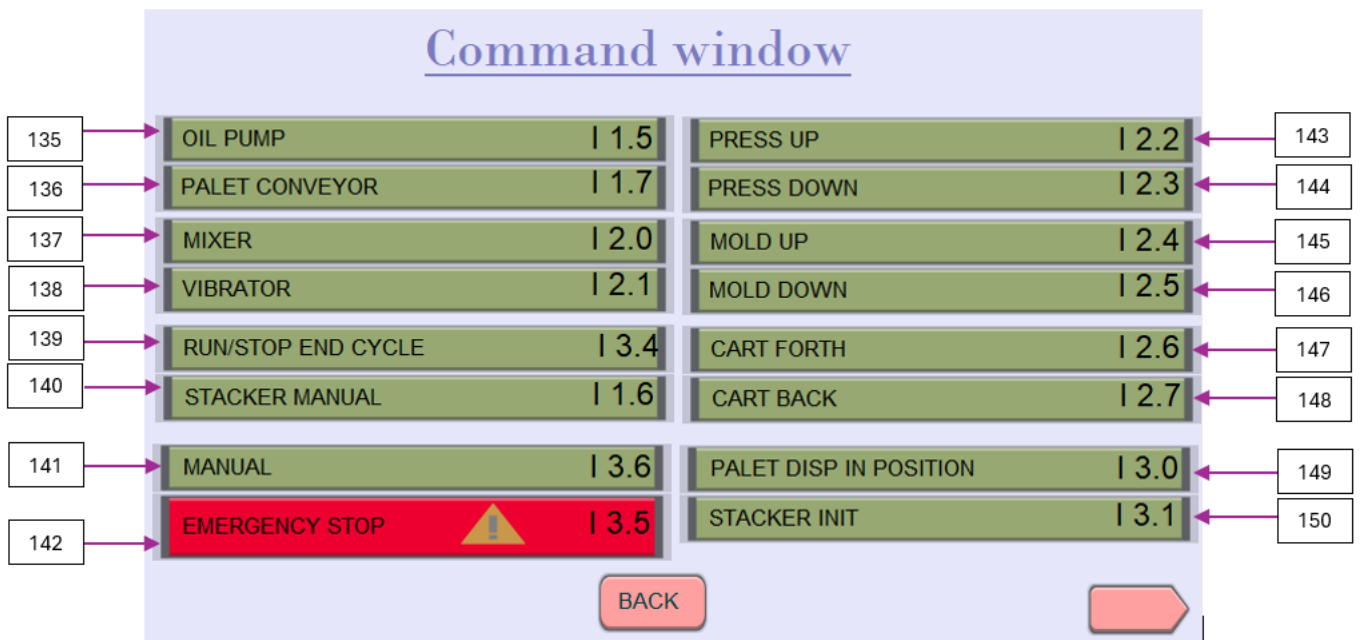 Command window
135 OIL PUMP I 1.5 PRESS UP I 2.2 143
136 PALET CONVEYOR I 1.7 PRESS DOWN I 2.3 144
137 MIXER I 2.0 MOLD UP I 2.4 145
138 VIBRATOR I 2.1 MOLD DOWN I 2.5 146
139 RUN/STOP END CYCLE I 3.4 CART FORTH I 2.6 147
140 STACKER MANUAL I 1.6 CART BACK I 2.7 148
141 MANUAL I 3.6 PALET DISP IN POSITION I 3.0 149
142 EMERGENCY STOP ! I 3.5 STACKER INIT I 3.1 150
BACK